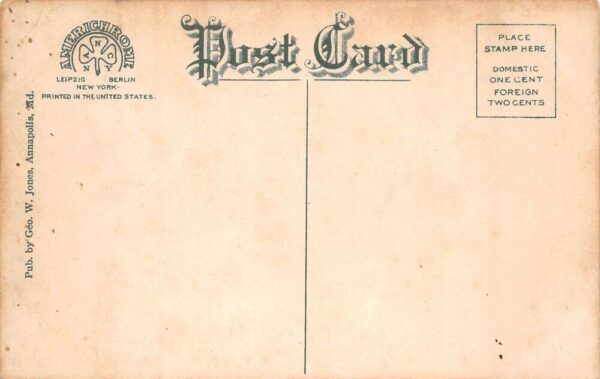 AMERICHROME
A N N C N
LEIPZIG BERLIN
NEW YORK·
PRINTED IN THE UNITED STATES.
Post Card
PLACE
STAMP HERE
DOMESTIC
ONE CENT
FOREIGN
TWO CENTS
Pub. by Geo. W. Jones, Annapolis, Md.